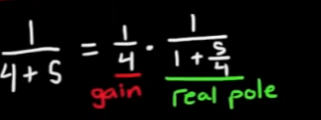 1/(4+s) = 1/4 · 1/(1+s/4)
gain real pole